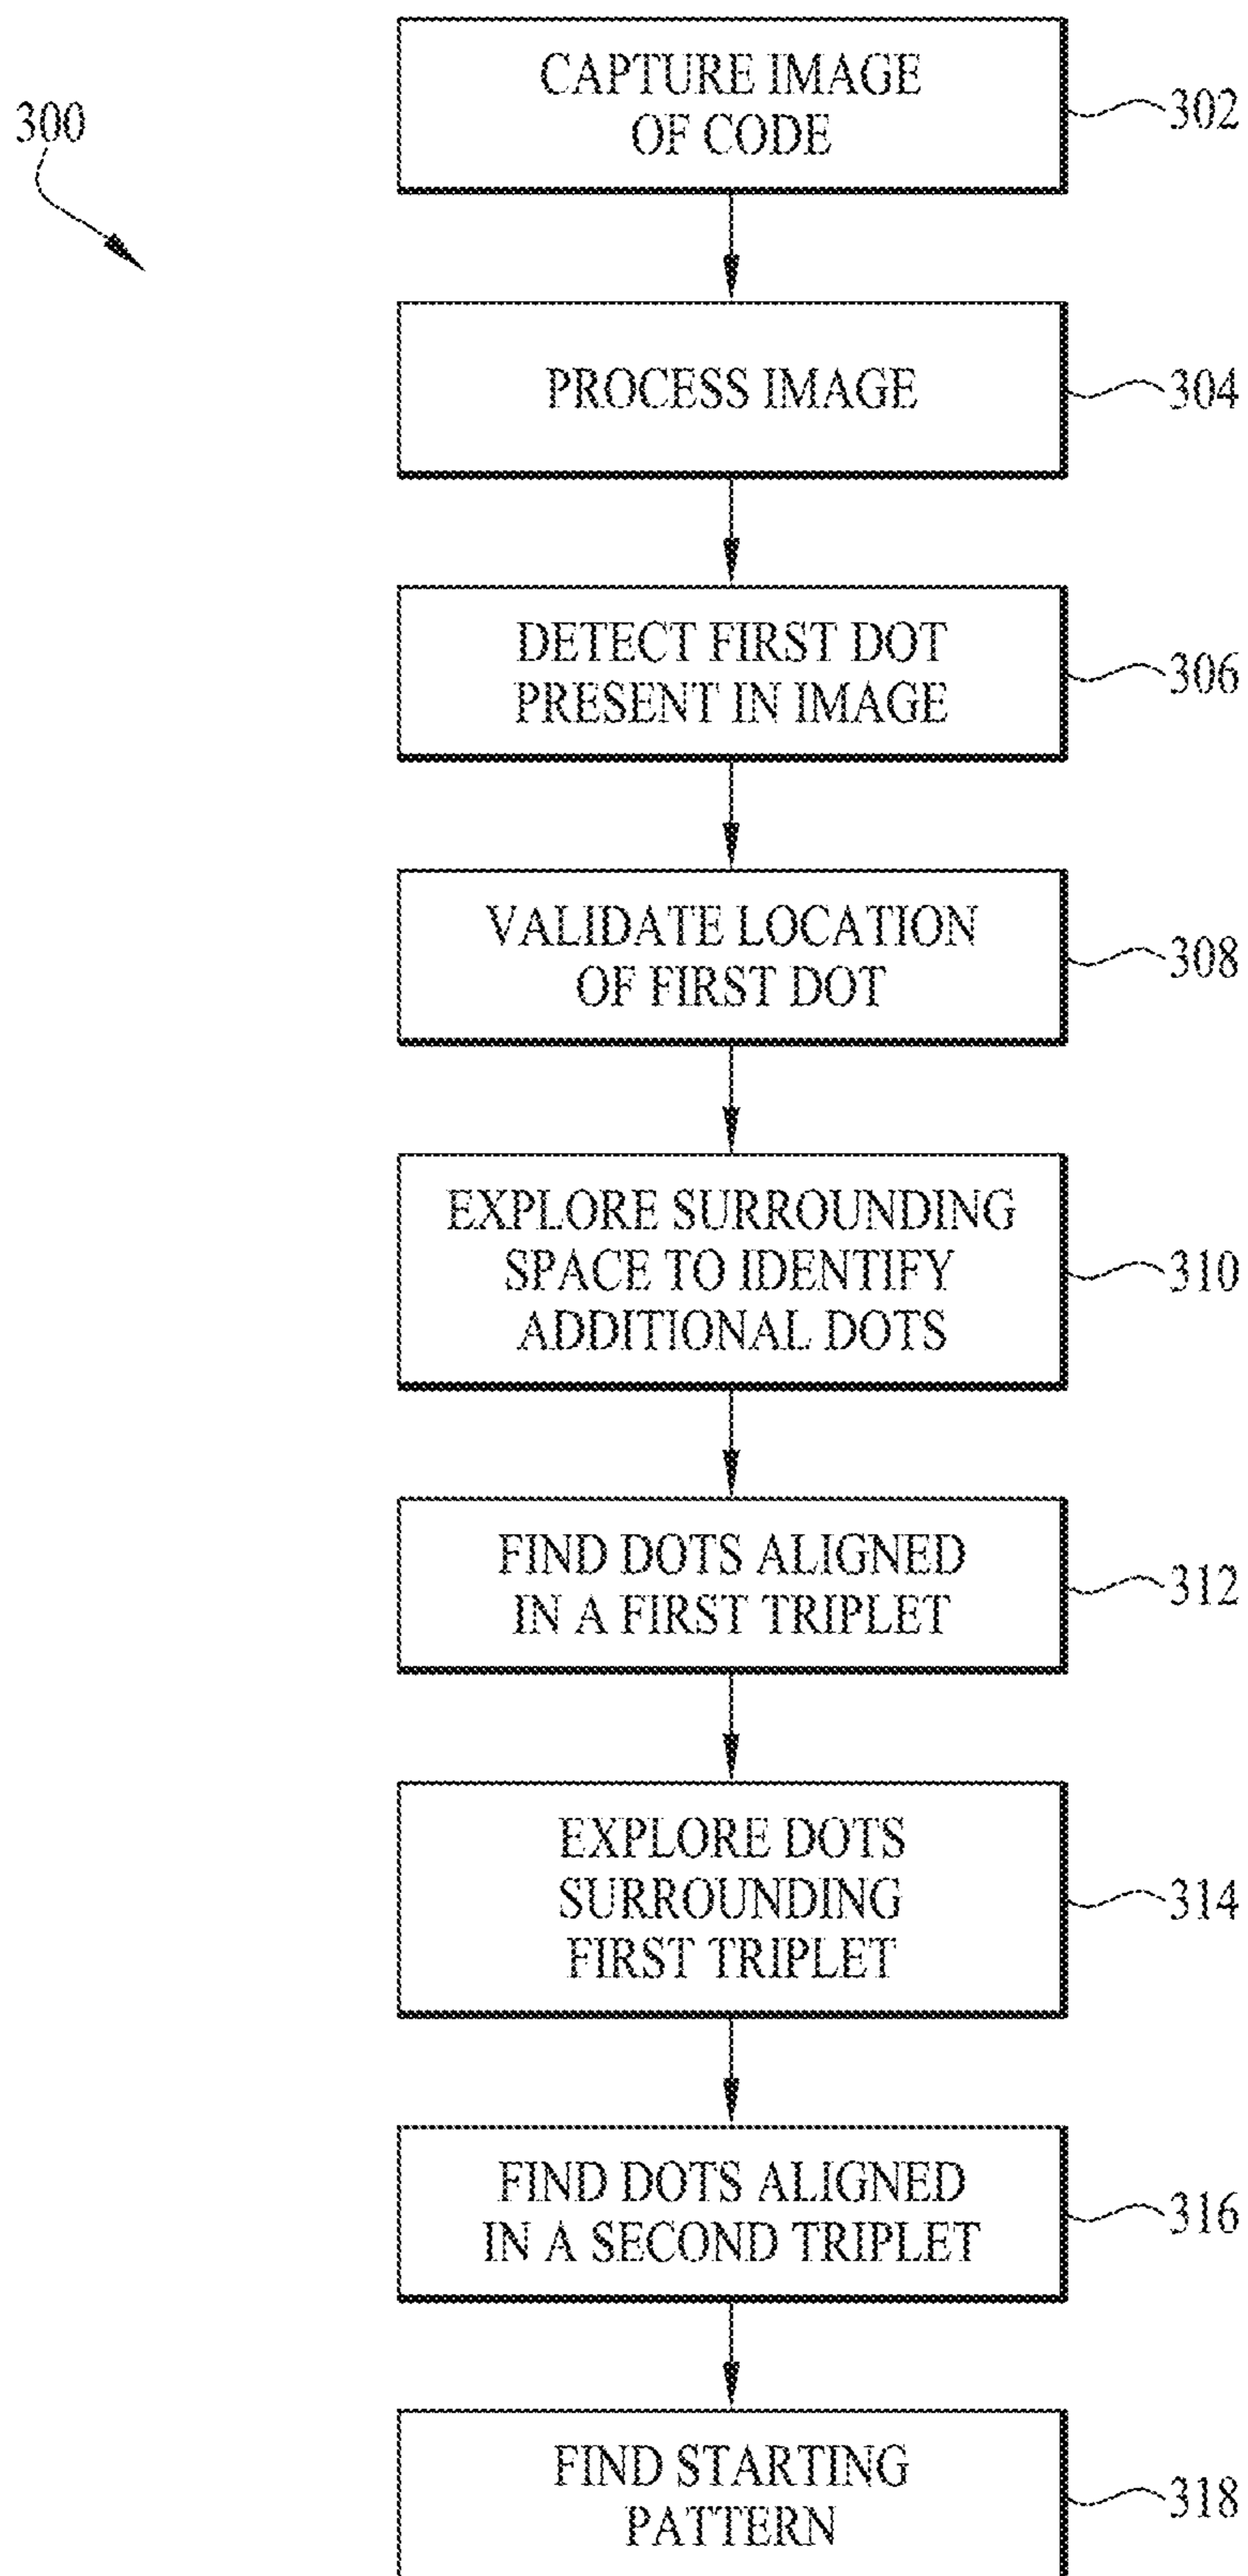 300
CAPTURE IMAGE
OF CODE
302
PROCESS IMAGE
304
DETECT FIRST DOT
PRESENT IN IMAGE
306
VALIDATE LOCATION
OF FIRST DOT
308
EXPLORE SURROUNDING
SPACE TO IDENTIFY
ADDITIONAL DOTS
310
FIND DOTS ALIGNED
IN A FIRST TRIPLET
312
EXPLORE DOTS
SURROUNDING
FIRST TRIPLET
314
FIND DOTS ALIGNED
IN A SECOND TRIPLET
316
FIND STARTING
PATTERN
318